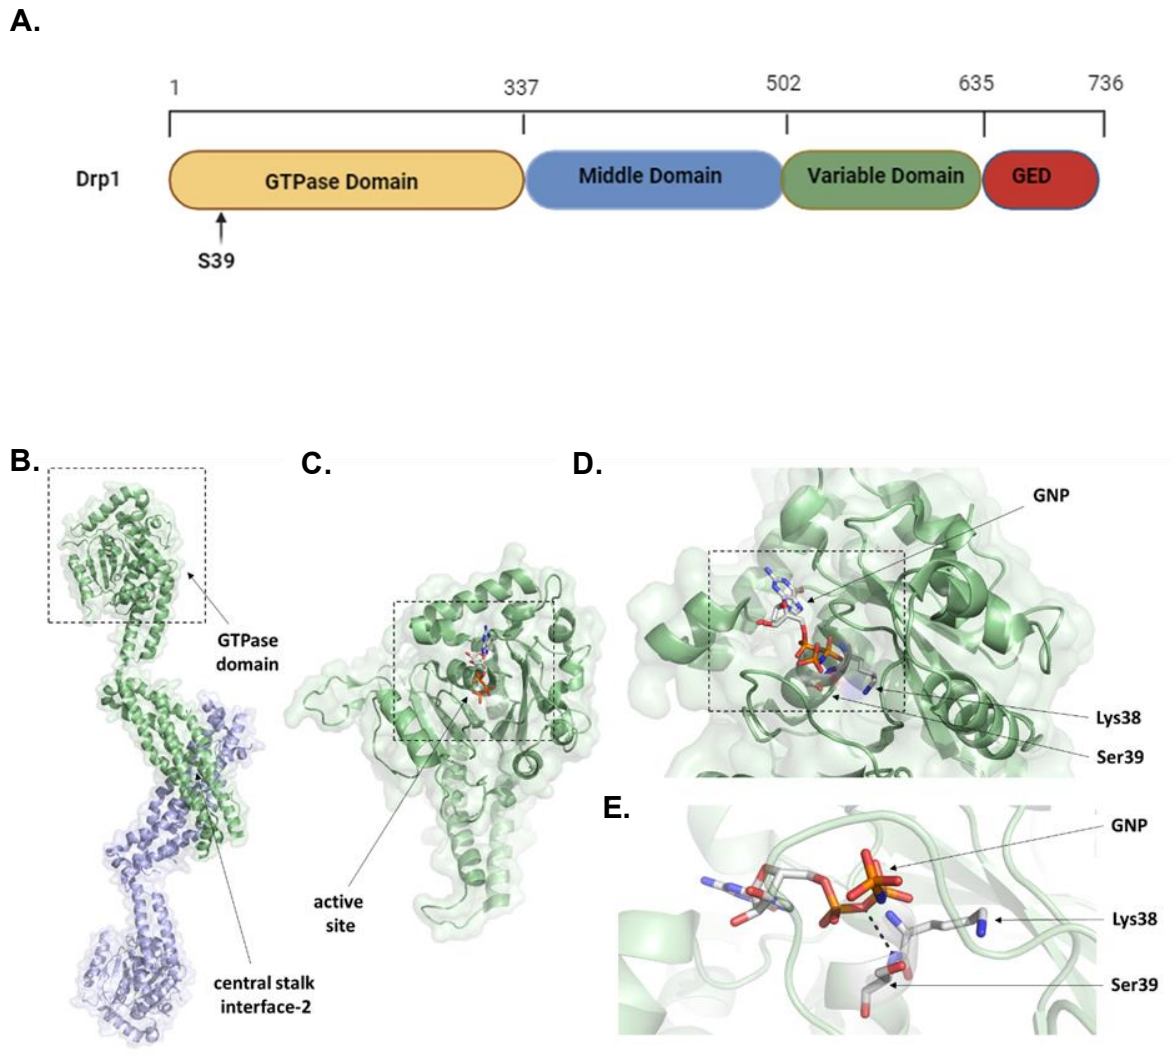 A.
1 337 502 635 736
Drp1 GTPase Domain Middle Domain Variable Domain GED
S39
B.
C.
D.
GTPase
domain
central stalk
interface-2
active
site
GNP
Lys38
Ser39
E.
GNP
Lys38
Ser39